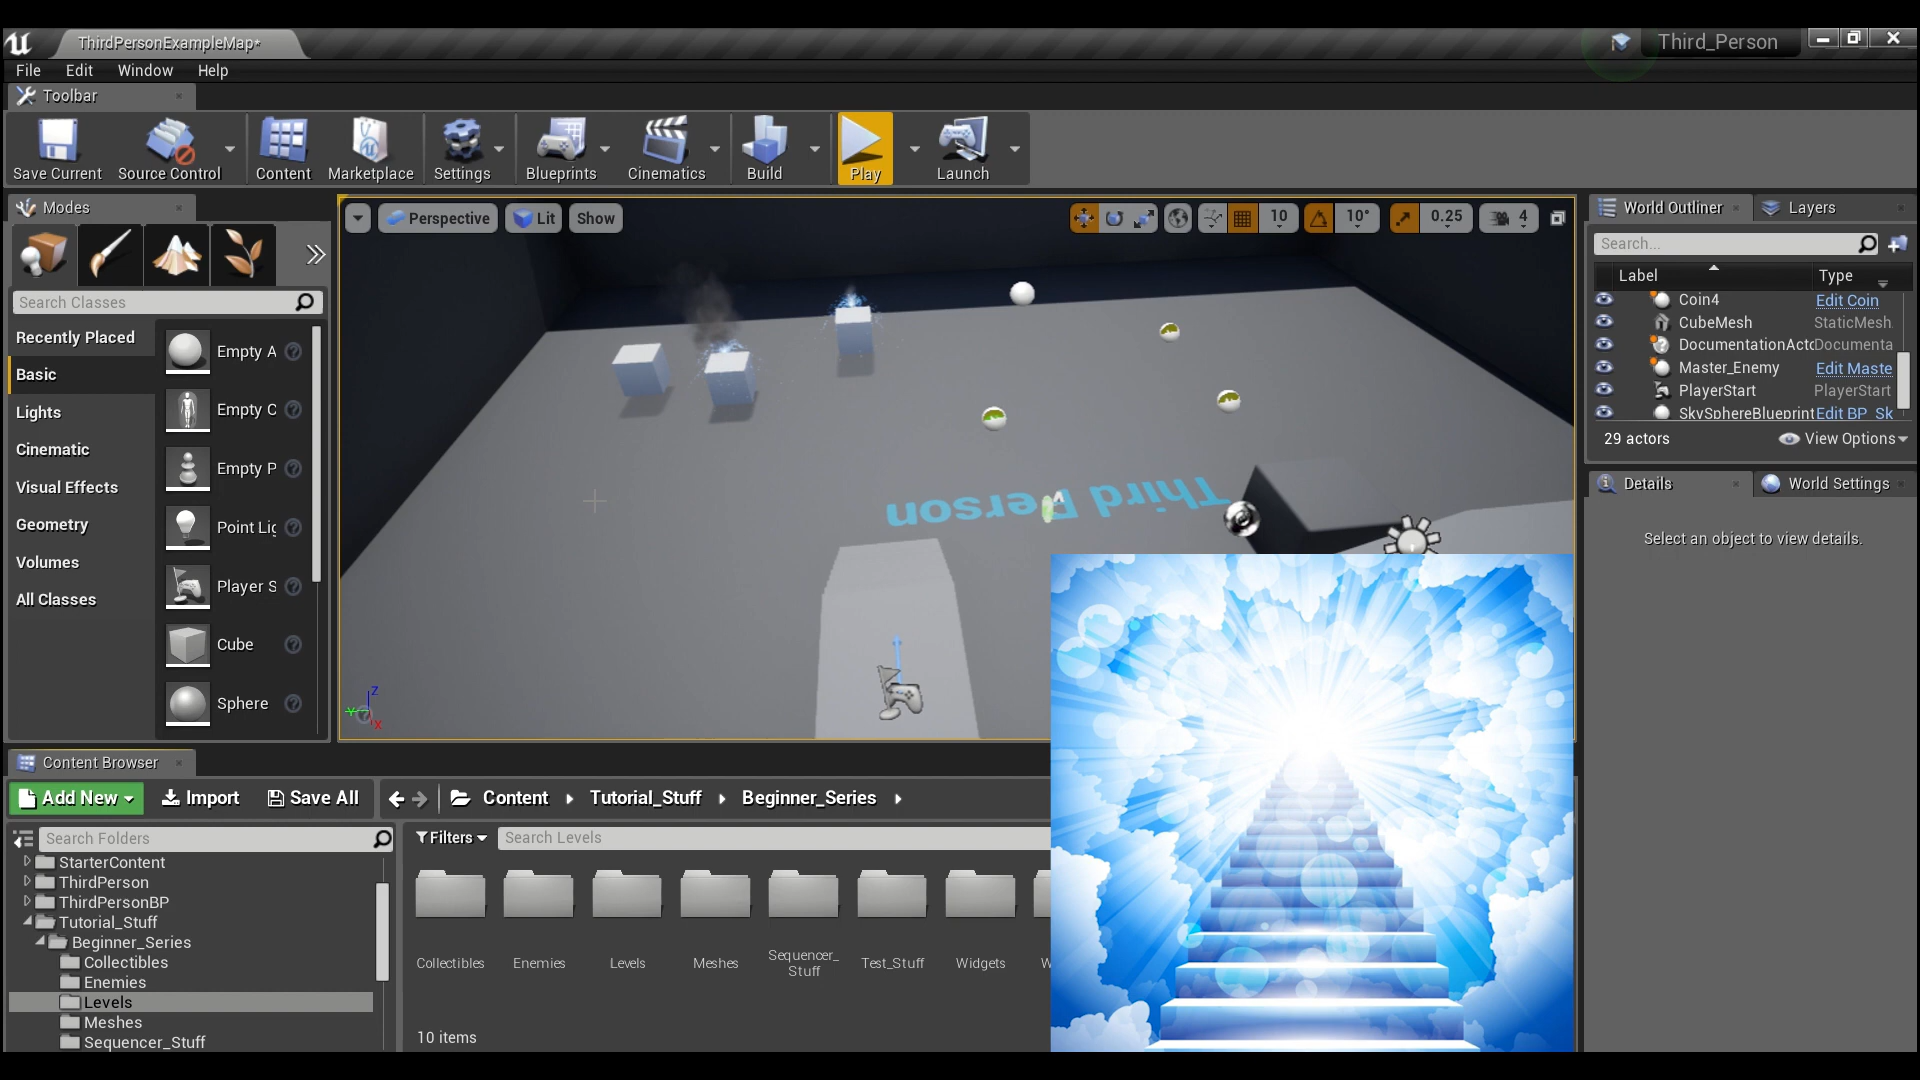 ThirdPersonExampleMap*
Third_Person
File Edit Window Help
Toolbar
Save Current Source Control Content Marketplace Settings Blueprints Cinematics Build Play Launch
Modes
Search Classes
Recently Placed
Basic
Lights
Cinematic
Visual Effects
Geometry
Volumes
All Classes
Empty A
Empty C
Empty P
Point Lig
Player S
Cube
Sphere
Perspective Lit Show
10 10° 0.25 4
Third Person
Z
Y
X
World Outliner Layers
Search...
Label Type
Coin4 Edit Coin
CubeMesh StaticMesh
DocumentationActo Documenta
Master_Enemy Edit Maste
PlayerStart PlayerStart
SkySphereBlueprint Edit BP_Sk
29 actors View Options
Details World Settings
Select an object to view details.
Content Browser
Add New Import Save All Content Tutorial_Stuff Beginner_Series
Search Folders
StarterContent
ThirdPerson
ThirdPersonBP
Tutorial_Stuff
Beginner_Series
Collectibles
Enemies
Levels
Meshes
Sequencer_Stuff
Filters Search Levels
Collectibles Enemies Levels Meshes Sequencer_
Stuff Test_Stuff Widgets W
10 items